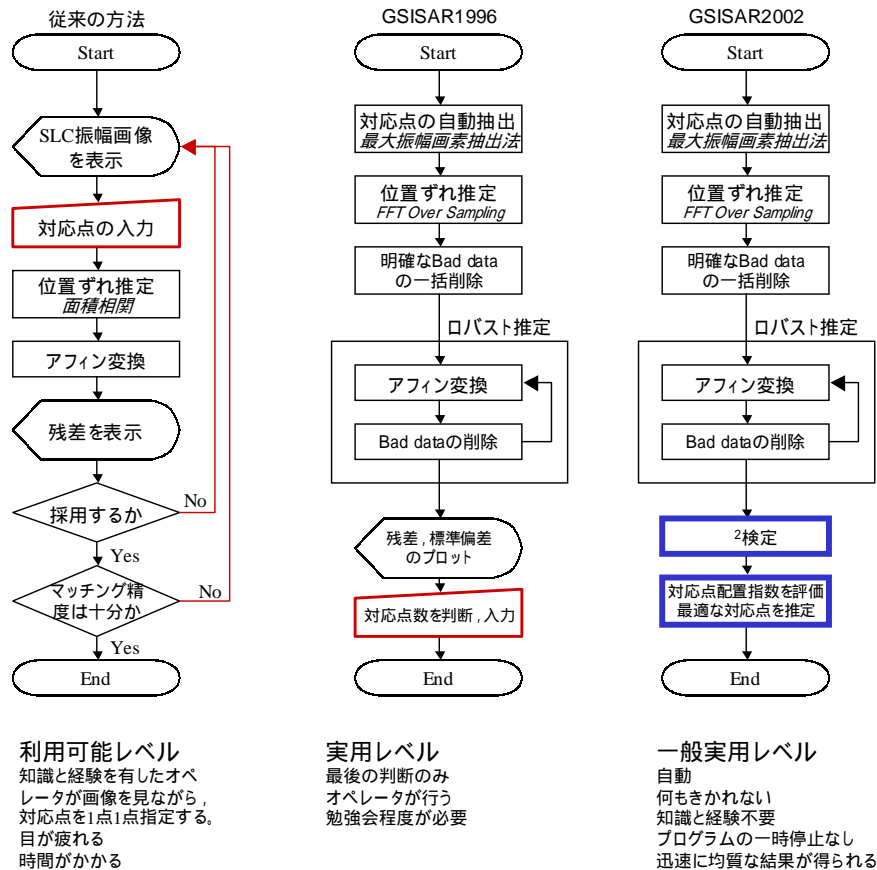 従来の方法
Start
SLC振幅画像
を表示
対応点の入力
位置ずれ推定
面積相関
アフィン変換
残差を表示
採用するか
No
Yes
マッチング精
度は十分か
No
Yes
End
利用可能レベル
知識と経験を有したオペ
レータが画像を見ながら,
対応点を1点1点指定する。
目が疲れる
時間がかかる
GSISAR1996
Start
対応点の自動抽出
最大振幅画素抽出法
位置ずれ推定
FFT Over Sampling
明確なBad data
の一括削除
ロバスト推定
アフィン変換
Bad dataの削除
残差,標準偏差
のプロット
対応点数を判断,入力
End
実用レベル
最後の判断のみ
オペレータが行う
勉強会程度が必要
GSISAR2002
Start
対応点の自動抽出
最大振幅画素抽出法
位置ずれ推定
FFT Over Sampling
明確なBad data
の一括削除
ロバスト推定
アフィン変換
Bad dataの削除
²検定
対応点配置指数を評価
最適な対応点を推定
End
一般実用レベル
自動
何もきかれない
知識と経験不要
プログラムの一時停止なし
迅速に均質な結果が得られる